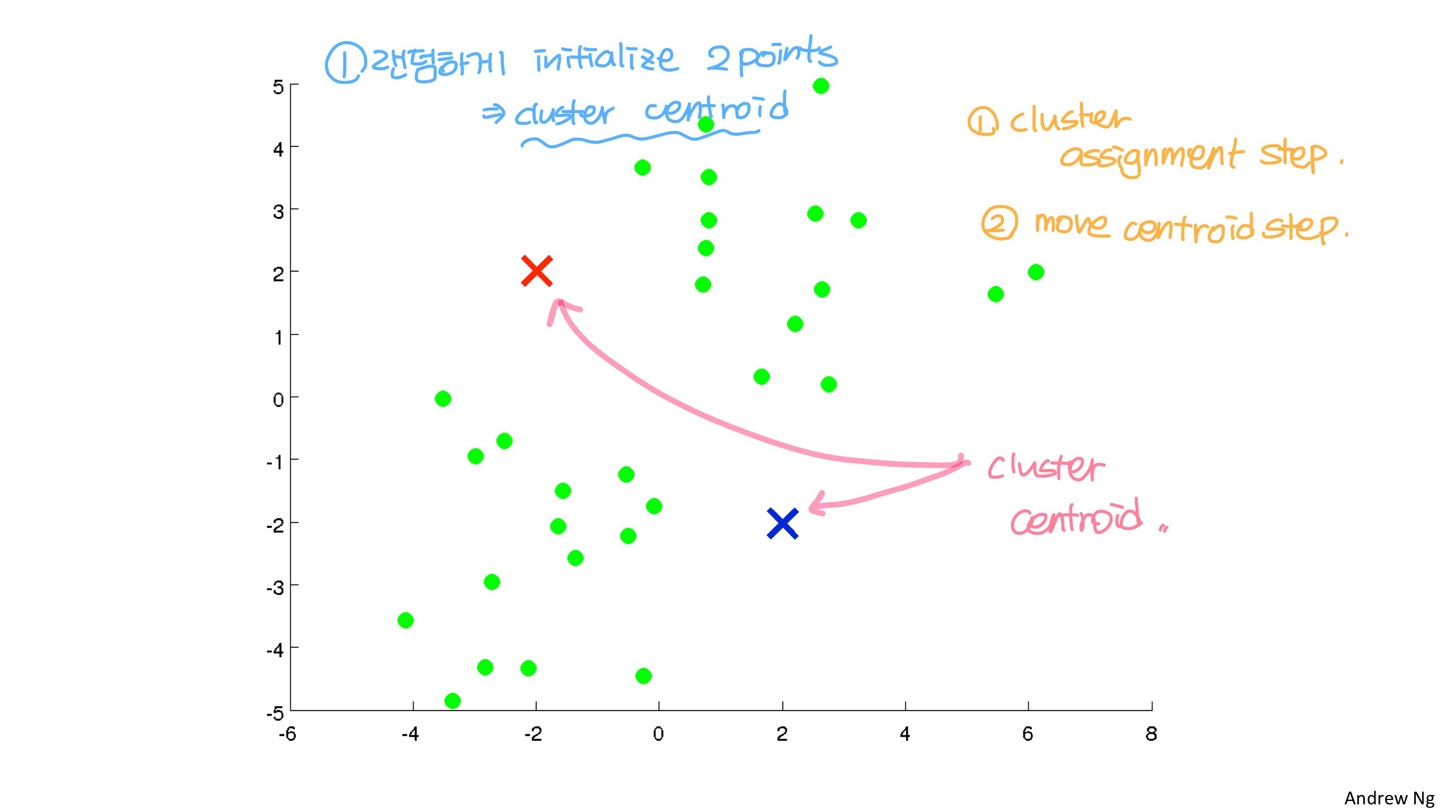 ① 랜덤하게 initialize 2 points
⇒ cluster centroid
① cluster
assignment step.
② move centroid step.
cluster
centroid 〃
5
4
3
2
1
0
-1
-2
-3
-4
-5
-6 -4 -2 0 2 4 6 8
Andrew Ng